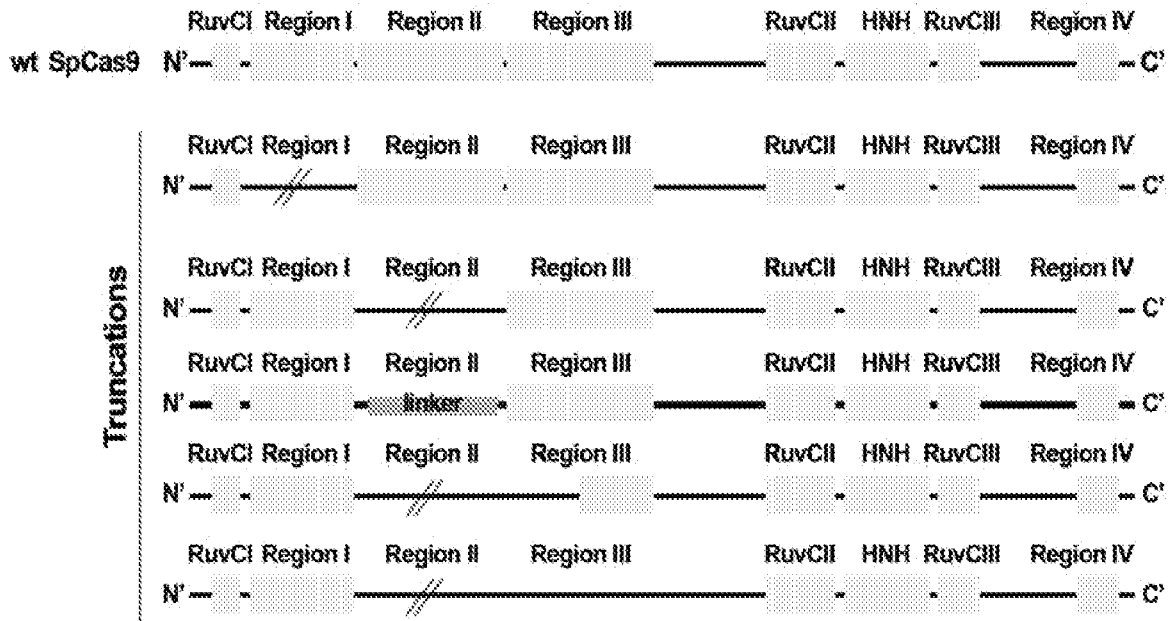 RuvCI Region I Region II Region III RuvCII HNH RuvCIII Region IV
wt SpCas9 N' C'
RuvCI Region I Region II Region III RuvCII HNH RuvCIII Region IV
N' C'
Truncations
RuvCI Region I Region II Region III RuvCII HNH RuvCIII Region IV
N' C'
RuvCI Region I Region II Region III RuvCII HNH RuvCIII Region IV
N' linker C'
RuvCI Region I Region II Region III RuvCII HNH RuvCIII Region IV
N' C'
RuvCI Region I Region II Region III RuvCII HNH RuvCIII Region IV
N' C'